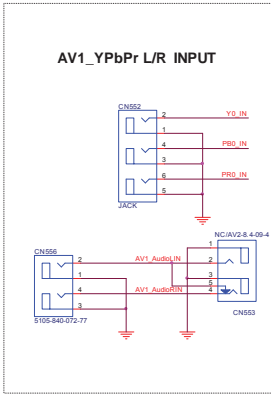 AV1_YPbPr L/R INPUT
CN552
2 Y0_IN
1
4 PB0_IN
3
6 PR0_IN
5
JACK
NC/AV2-8.4-09-4
CN556
1
2 AV1_AudioLIN 2
1 3
5
4 AV1_AudioRIN 4
3
5105-840-072-77
CN553